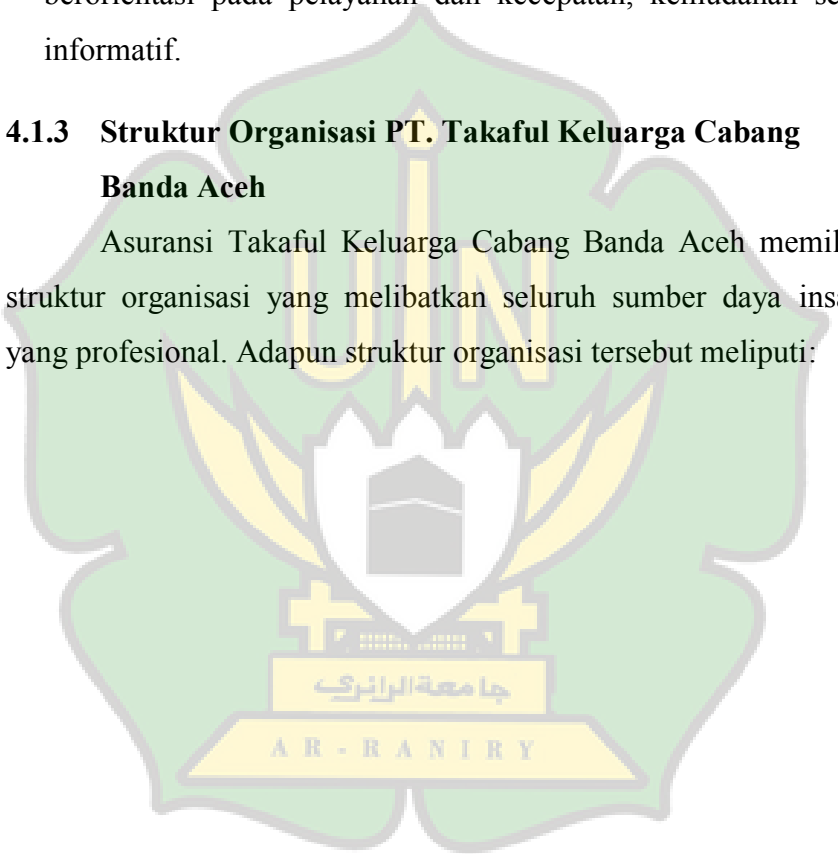 berorientasi pada pelayanan dan kecepatan, kemudahan se
informatif.
4.1.3 Struktur Organisasi PT. Takaful Keluarga Cabang
Banda Aceh
Asuransi Takaful Keluarga Cabang Banda Aceh memil
struktur organisasi yang melibatkan seluruh sumber daya insa
yang profesional. Adapun struktur organisasi tersebut meliputi:
UIN
جامعة الرانري
AR-RANIRY